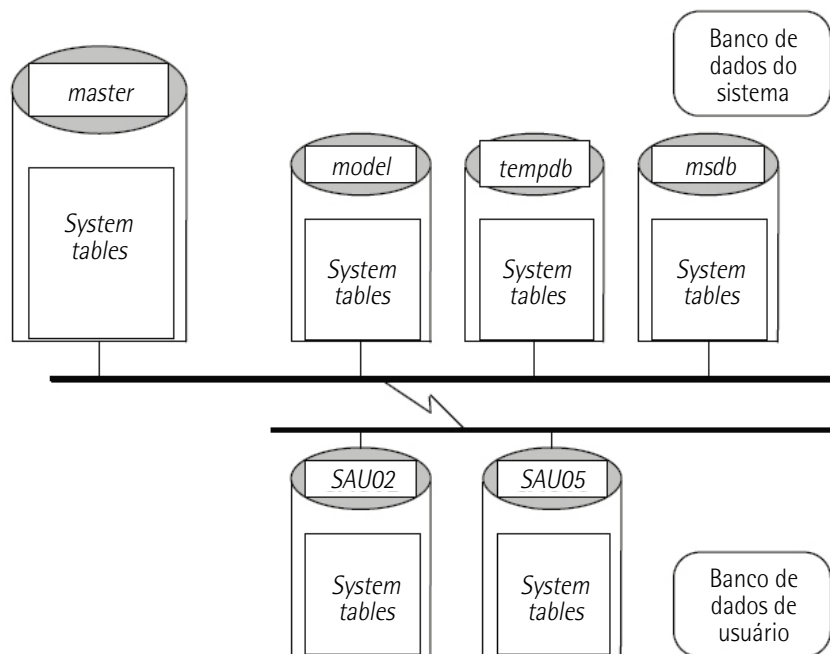 Banco de
dados do
sistema
master
model
tempdb
msdb
System
tables
System
tables
System
tables
System
tables
SAU02
SAU05
System
tables
System
tables
Banco de
dados de
usuário